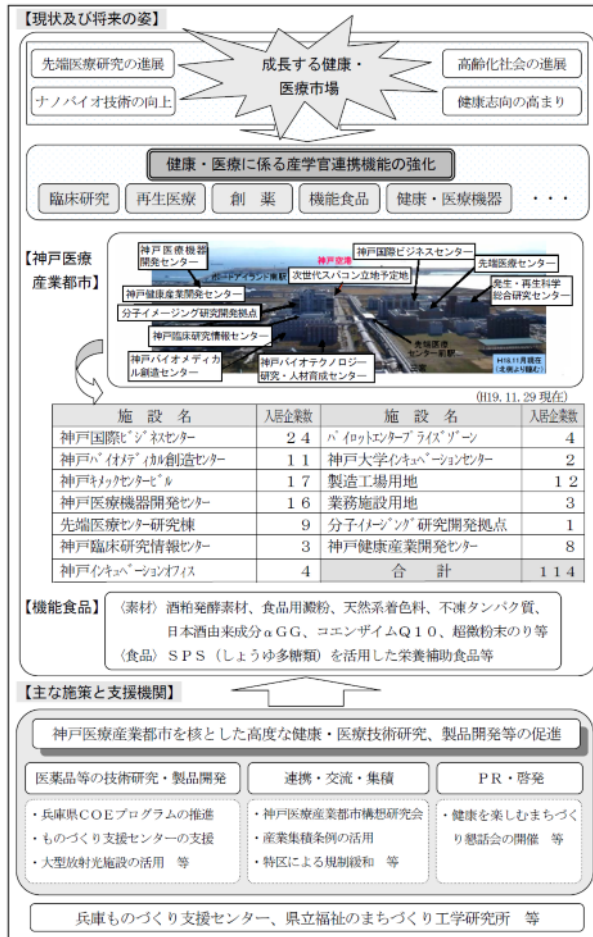 【現状及び将来の姿】
先端医療研究の進展
成長する健康・
医療市場
高齢化社会の進展
ナノバイオ技術の向上
健康志向の高まり
健康・医療に係る産学官連携機能の強化
臨床研究
再生医療
創　薬
機能食品
健康・医療機器
・・・
【神戸医療
産業都市】
神戸医療機器
開発センター
神戸空港
神戸国際ビジネスセンター
ポートアイランド東駅
次世代スパコン立地予定地
先端医療センター
神戸健康産業開発センター
発生・再生科学
総合研究センター
分子イメージング研究開発拠点
神戸臨床研究情報センター
先端医療
センター前駅
神戸バイオメディカ
ル創造センター
神戸バイオテクノロジー
研究・人材育成センター
三宮
H19.11月現在
(北側より臨む)
(H19.11.29 現在)
施　設　名　入居企業数　施　設　名　入居企業数
神戸国際ビジネスセンター　２４　パイロットエンタープライズゾーン　４
神戸バイオメディカル創造センター　１１　神戸大学インキュベーションセンター　２
神戸キメックセンタービル　１７　製造工場用地　１２
神戸医療機器開発センター　１６　業務施設用地　３
先端医療センター研究棟　９　分子イメージング研究開発拠点　１
神戸臨床研究情報センター　３　神戸健康産業開発センター　８
神戸インキュベーションオフィス　４　合　計　１１４
【機能食品】　〈素材〉　酒粕発酵素材、食品用澱粉、天然系着色料、不凍タンパク質、
日本酒由来成分αＧＧ、コエンザイムＱ１０、超微粉末のり等
〈食品〉　ＳＰＳ（しょうゆ多糖類）を活用した栄養補助食品等
【主な施策と支援機関】
神戸医療産業都市を核とした高度な健康・医療技術研究、製品開発等の促進
医薬品等の技術研究・製品開発
・兵庫県ＣＯＥプログラムの推進
・ものづくり支援センターの支援
・大型放射光施設の活用　等
連携・交流・集積
・神戸医療産業都市構想研究会
・産業集積条例の活用
・特区による規制緩和　等
ＰＲ・啓発
・健康を楽しむまちづく
り懇話会の開催　等
兵庫ものづくり支援センター、県立福祉のまちづくり工学研究所　等